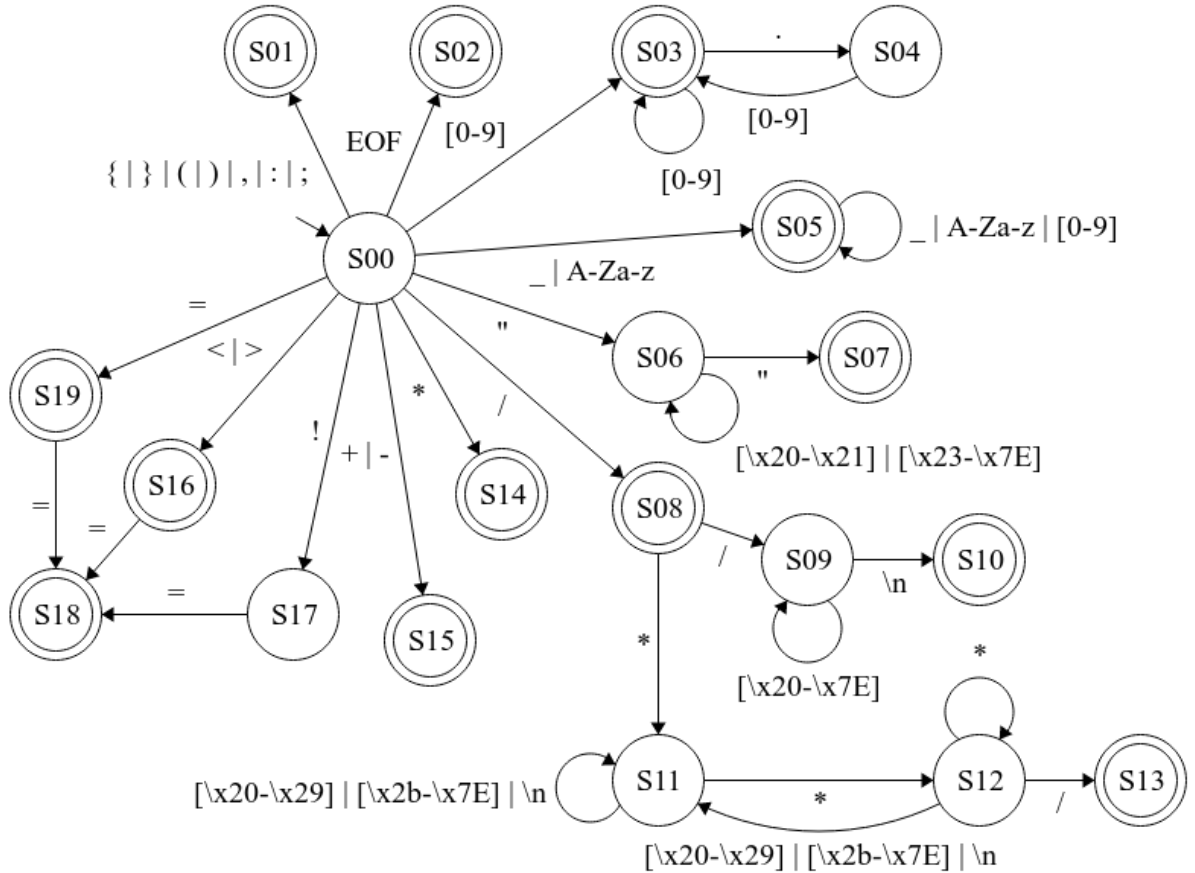 S01
S02
S03
.
S04
EOF
[0-9]
[0-9]
[0-9]
{ | } | ( | ) | , | : | ;
S00
S05
_ | A-Za-z | [0-9]
_ | A-Za-z
=
"
< | >
S06
S07
"
S19
*
/
!
+ | -
[\x20-\x21] | [\x23-\x7E]
S16
S14
S08
=
=
/
S09
S10
\n
S18
=
S17
S15
*
*
[\x20-\x7E]
S11
S12
S13
[\x20-\x29] | [\x2b-\x7E] | \n
*
/
[\x20-\x29] | [\x2b-\x7E] | \n